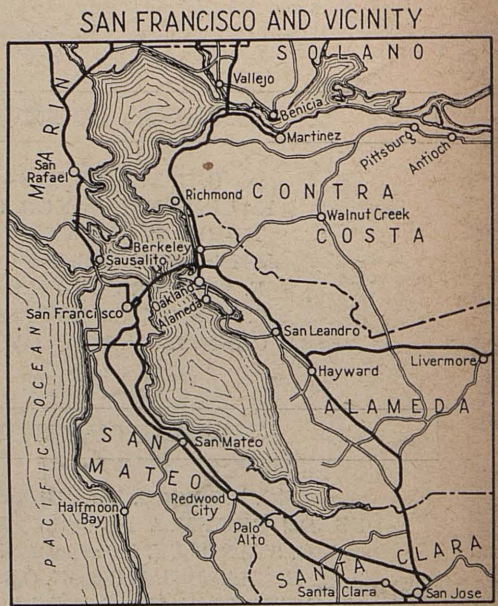 SAN FRANCISCO AND VICINITY
SOLANO
Vallejo
Benicia
MARIN
Martinez
Pittsburg
Antioch
San
Rafael
Richmond
CONTRA
COSTA
Walnut Creek
Berkeley
Sausalito
Oakland
Alameda
San Francisco
San Leandro
PACIFIC OCEAN
Livermore
Hayward
ALAMEDA
SAN
MATEO
San Mateo
Redwood
City
Halfmoon
Bay
Palo
Alto
SANTA CLARA
Santa Clara
San Jose